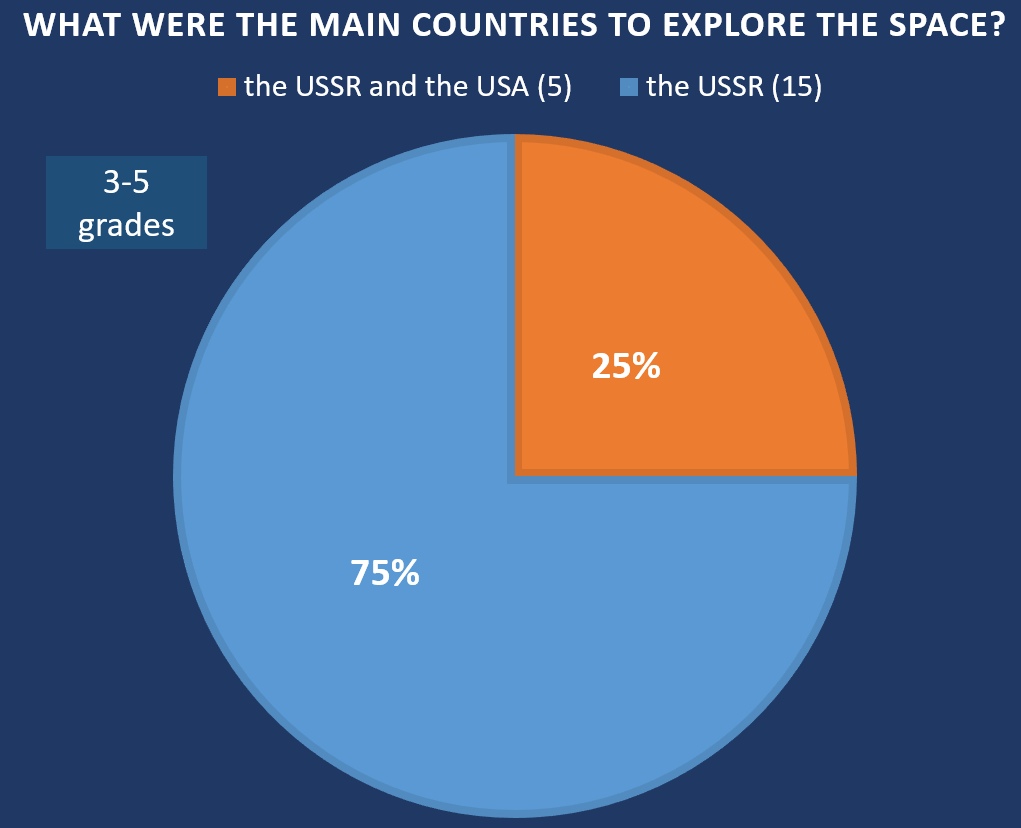 WHAT WERE THE MAIN COUNTRIES TO EXPLORE THE SPACE?
the USSR and the USA (5) the USSR (15)
3-5
grades
25%
75%